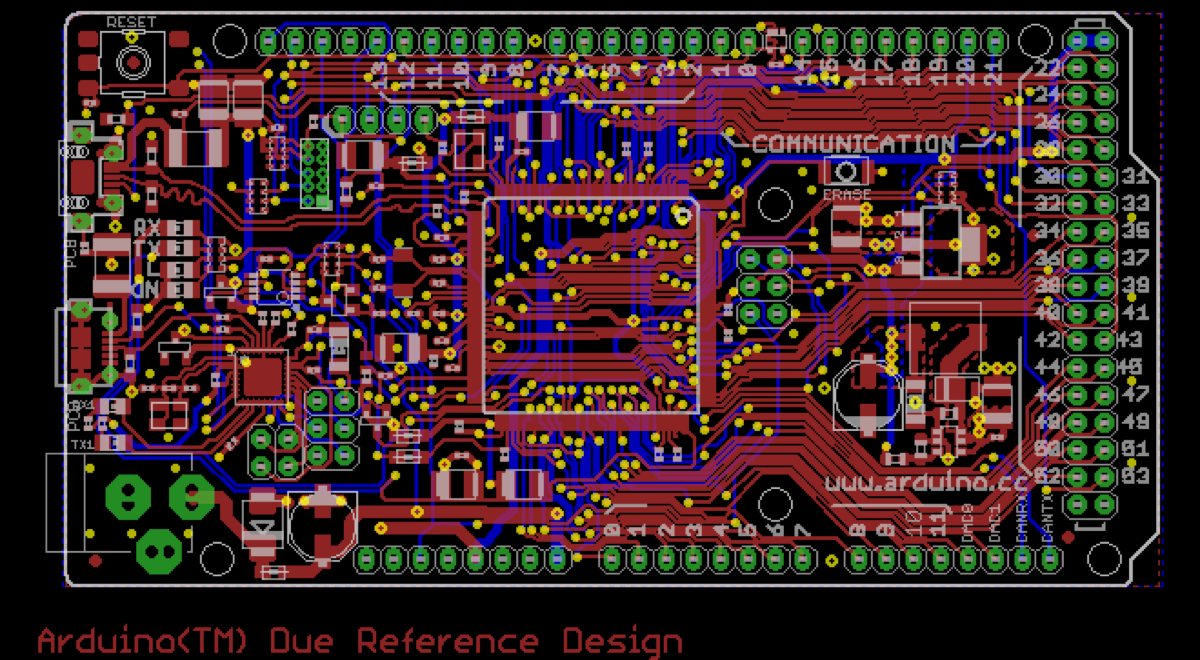 RESET
13 12 11 10 9 8 7 6 5 4 3 2 1 0 14 15 16 17 18 19 20 21
22
24
26
COMMUNICATION
ERASE
31
32 33
34 35
36 37
38 39
40 41
42 43
44 45
46 47
48 49
50 51
52 53
RX
TX
L
ON
PCB
RX1
TX1
www.arduino.cc
0 1 2 3 4 5 6 7 8 9 10 11 DAC0 DAC1 CANRX CANTX
Arduino(TM) Due Reference Design